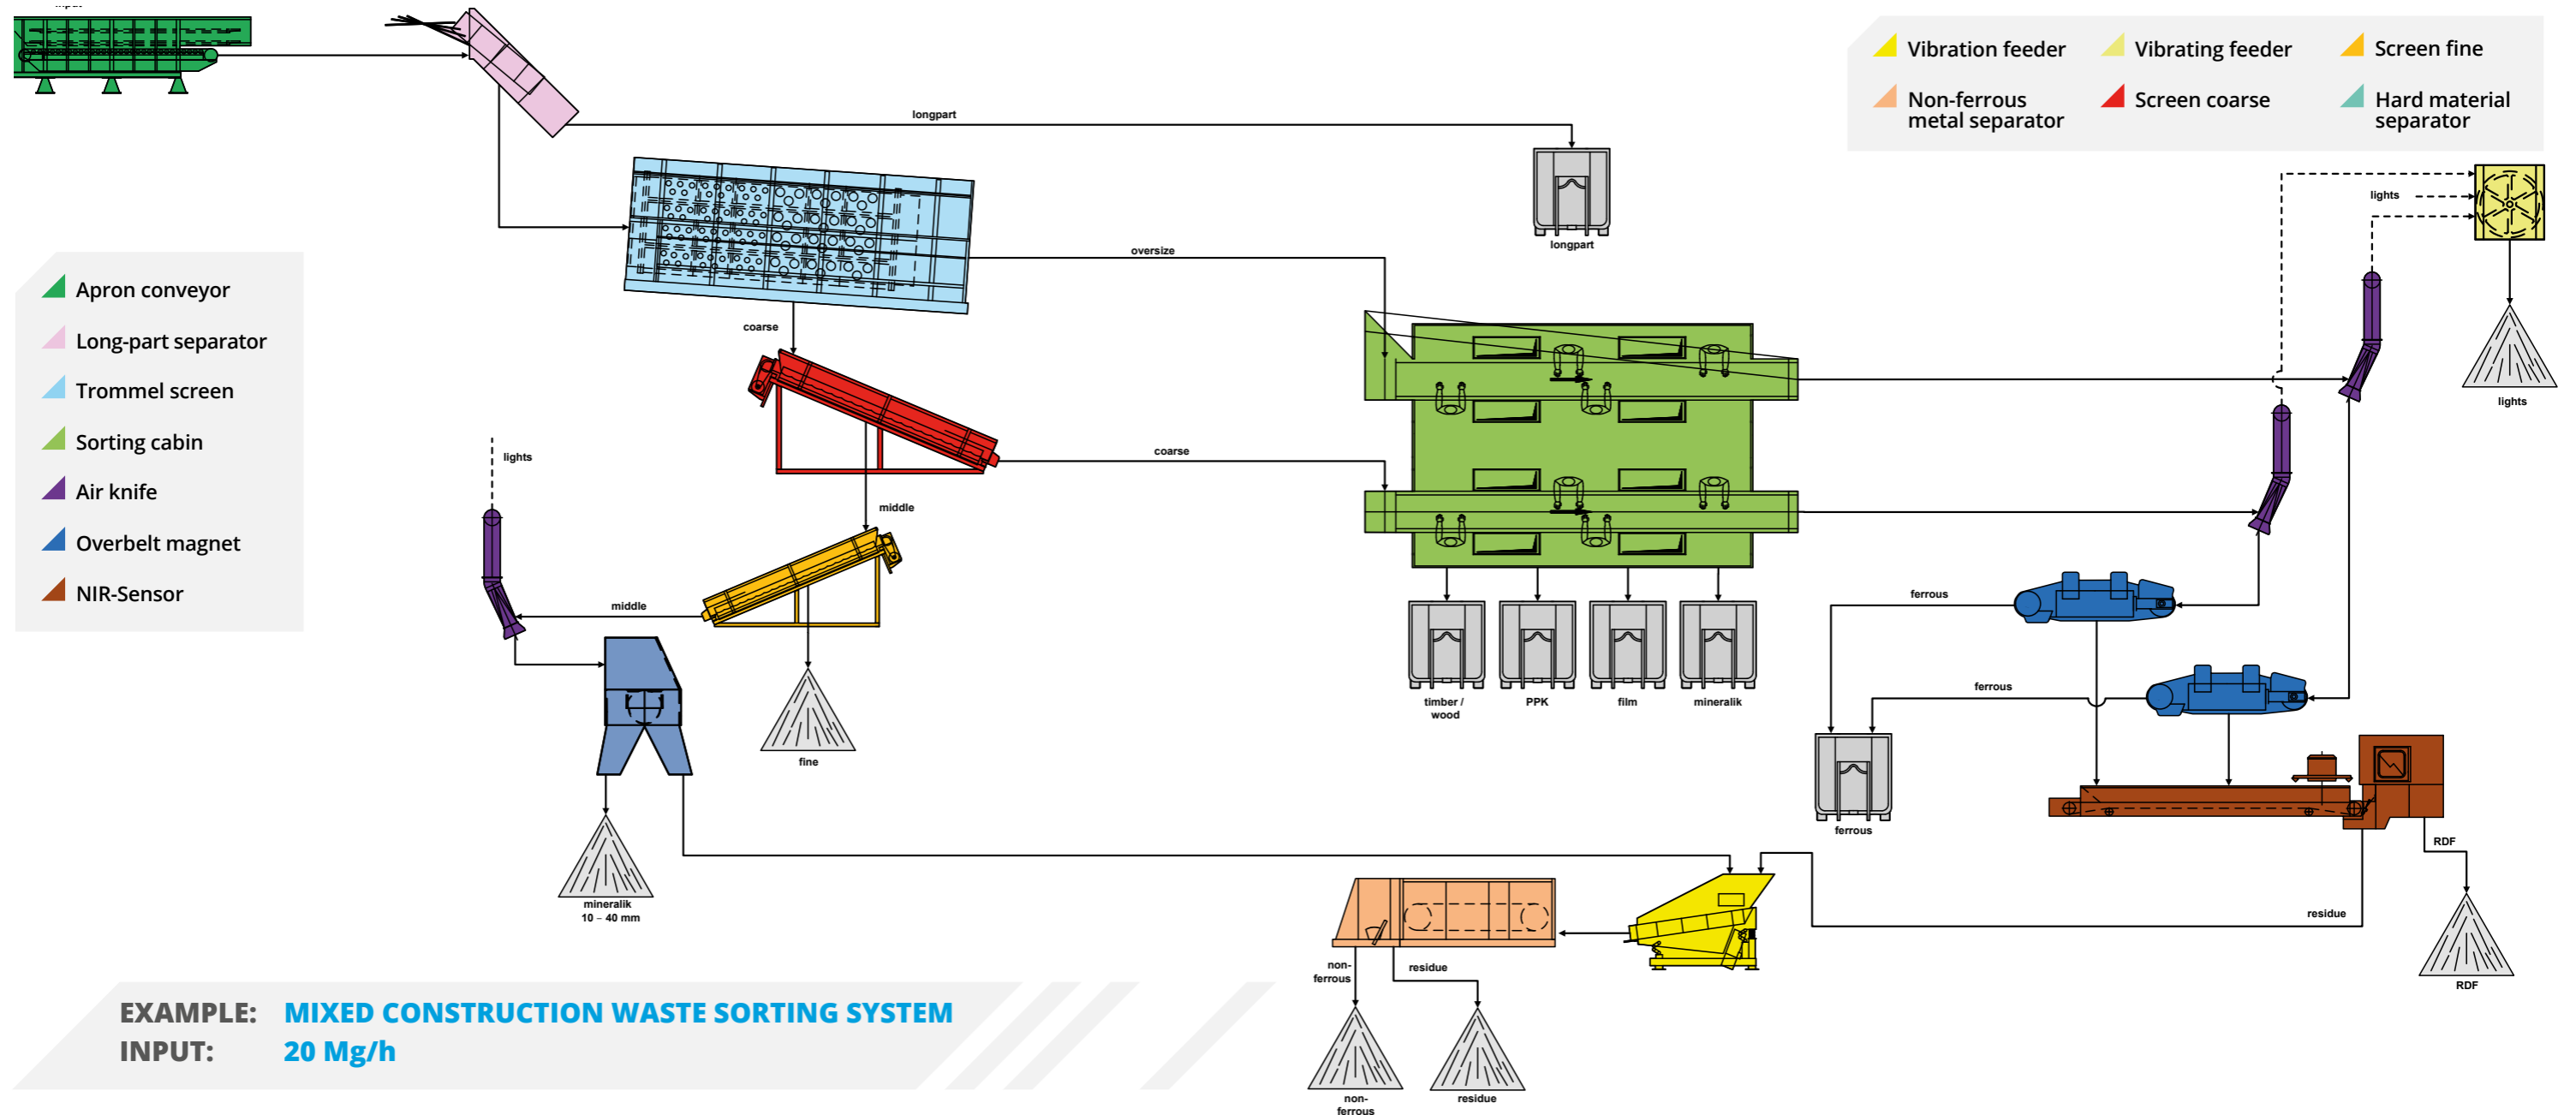 input
Vibration feeder
Vibrating feeder
Screen fine
Non-ferrous
metal separator
Screen coarse
Hard material
separator
longpart
longpart
lights
lights
oversize
Apron conveyor
Long-part separator
Trommel screen
Sorting cabin
Air knife
Overbelt magnet
NIR-Sensor
coarse
coarse
lights
middle
middle
ferrous
ferrous
timber /
wood
PPK
film
mineralik
fine
ferrous
RDF
mineralik
10 – 40 mm
residue
non-
ferrous
residue
RDF
EXAMPLE: MIXED CONSTRUCTION WASTE SORTING SYSTEM
INPUT: 20 Mg/h
non-
ferrous
residue